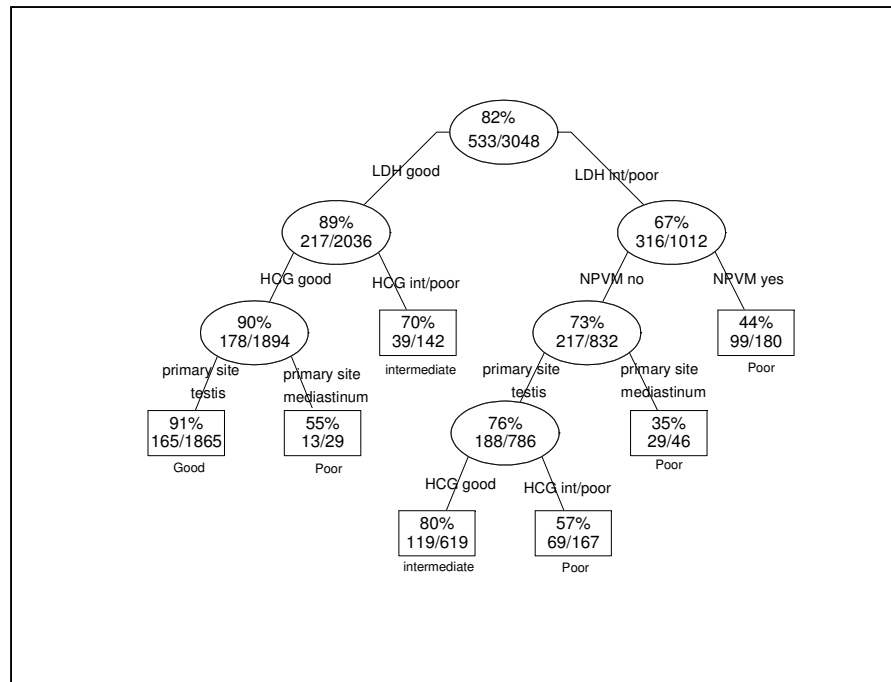 82%
533/3048
LDH good
LDH int/poor
89%
217/2036
67%
316/1012
HCG good
HCG int/poor
NPVM no
NPVM yes
90%
178/1894
70%
39/142
intermediate
73%
217/832
44%
99/180
Poor
primary site
testis
primary site
mediastinum
primary site
testis
primary site
mediastinum
91%
165/1865
Good
55%
13/29
Poor
76%
188/786
35%
29/46
Poor
HCG good
HCG int/poor
80%
119/619
intermediate
57%
69/167
Poor